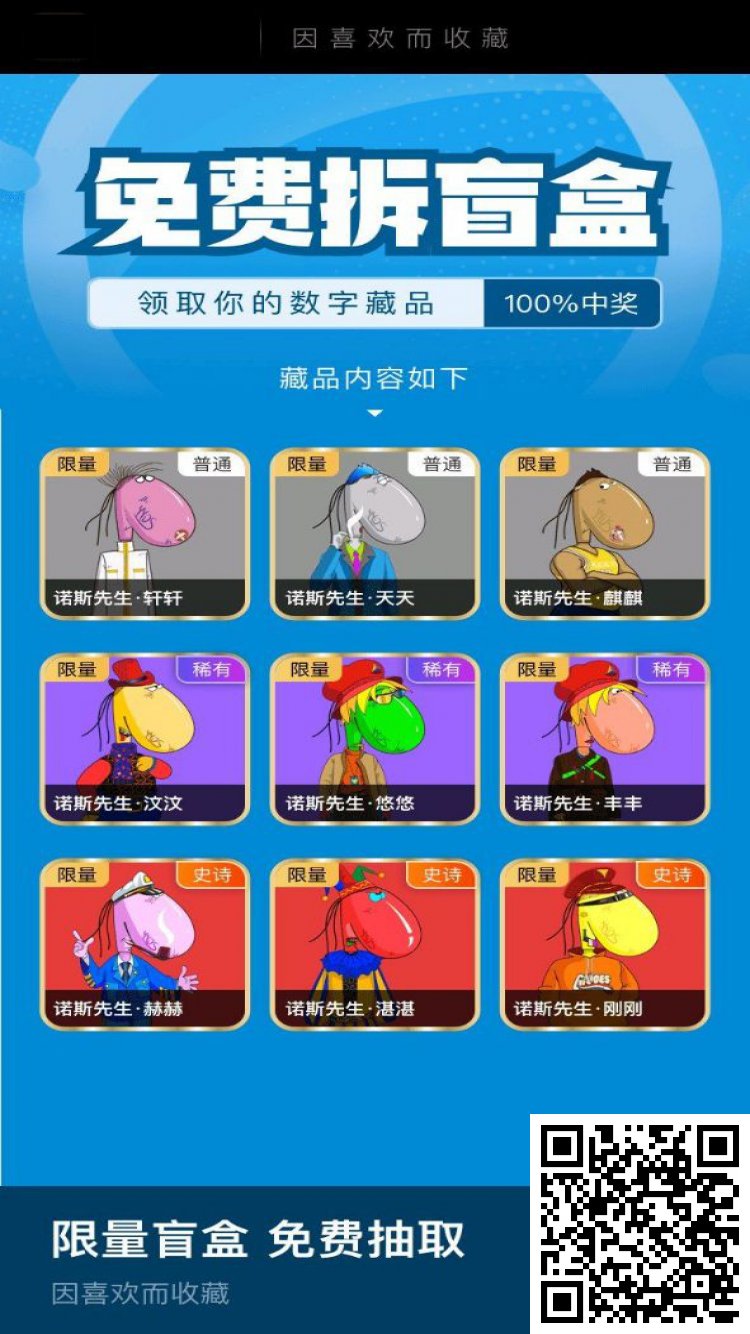 因喜欢而收藏
免费拆盲盒
领取你的数字藏品 100%中奖
藏品内容如下
限量 普通 限量 普通 限量 普通
诺斯先生·轩轩 诺斯先生·天天 诺斯先生·麒麒
限量 稀有 限量 稀有 限量 稀有
诺斯先生·汶汶 诺斯先生·悠悠 诺斯先生·丰丰
限量 史诗 限量 史诗 限量 史诗
诺斯先生·赫赫 诺斯先生·湛湛 诺斯先生·刚刚
限量盲盒 免费抽取
因喜欢而收藏